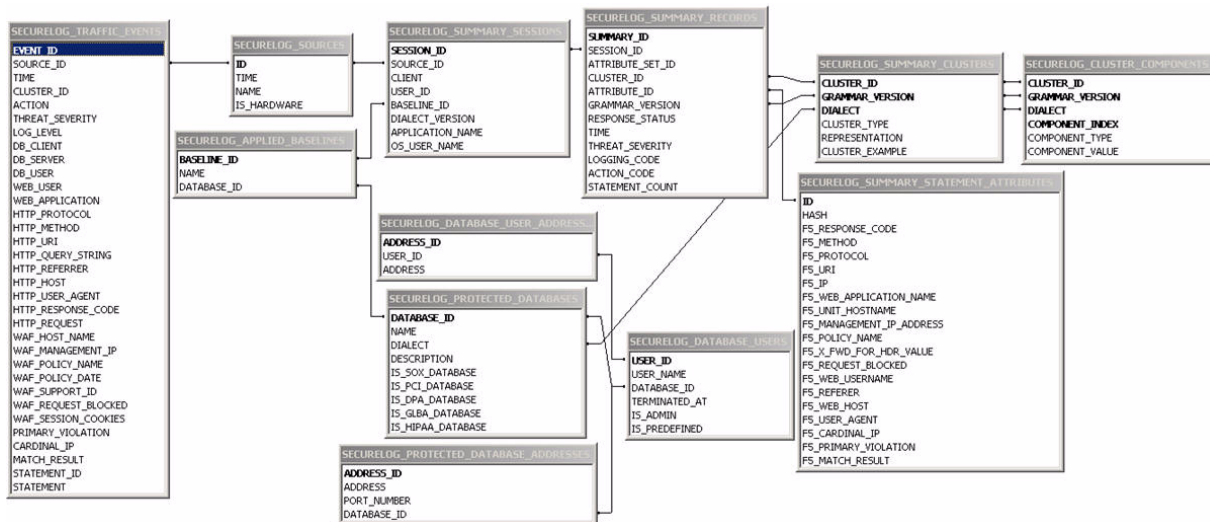 SECURELOG_TRAFFIC_EVENTS
EVENT_ID
SOURCE_ID
TIME
CLUSTER_ID
ACTION
THREAT_SEVERITY
LOG_LEVEL
DB_CLIENT
DB_SERVER
DB_USER
WEB_USER
WEB_APPLICATION
HTTP_PROTOCOL
HTTP_METHOD
HTTP_URI
HTTP_QUERY_STRING
HTTP_REFERRER
HTTP_HOST
HTTP_USER_AGENT
HTTP_RESPONSE_CODE
HTTP_REQUEST
WAF_HOST_NAME
WAF_MANAGEMENT_IP
WAF_POLICY_NAME
WAF_POLICY_DATE
WAF_SUPPORT_ID
WAF_REQUEST_BLOCKED
WAF_SESSION_COOKIES
PRIMARY_VIOLATION
CARDINAL_IP
MATCH_RESULT
STATEMENT_ID
STATEMENT
SECURELOG_SOURCES
ID
TIME
NAME
IS_HARDWARE
SECURELOG_APPLIED_BASELINES
BASELINE_ID
NAME
DATABASE_ID
SECURELOG_SUMMARY_SESSIONS
SESSION_ID
SOURCE_ID
CLIENT
USER_ID
BASELINE_ID
DIALECT_VERSION
APPLICATION_NAME
OS_USER_NAME
SECURELOG_SUMMARY_RECORDS
SUMMARY_ID
SESSION_ID
ATTRIBUTE_SET_ID
CLUSTER_ID
ATTRIBUTE_ID
GRAMMAR_VERSION
RESPONSE_STATUS
TIME
THREAT_SEVERITY
LOGGING_CODE
ACTION_CODE
STATEMENT_COUNT
SECURELOG_SUMMARY_CLUSTERS
CLUSTER_ID
GRAMMAR_VERSION
DIALECT
CLUSTER_TYPE
REPRESENTATION
CLUSTER_EXAMPLE
SECURELOG_CLUSTER_COMPONENTS
CLUSTER_ID
GRAMMAR_VERSION
DIALECT
COMPONENT_INDEX
COMPONENT_TYPE
COMPONENT_VALUE
SECURELOG_DATABASE_USER_ADDRESS...
ADDRESS_ID
USER_ID
ADDRESS
SECURELOG_PROTECTED_DATABASES
DATABASE_ID
NAME
DIALECT
DESCRIPTION
IS_SOX_DATABASE
IS_PCI_DATABASE
IS_DPA_DATABASE
IS_GLBA_DATABASE
IS_HIPAA_DATABASE
SECURELOG_DATABASE_USERS
USER_ID
USER_NAME
DATABASE_ID
TERMINATED_AT
IS_ADMIN
IS_PREDEFINED
SECURELOG_SUMMARY_STATEMENT_ATTRIBUTES
ID
HASH
F5_RESPONSE_CODE
F5_METHOD
F5_PROTOCOL
F5_URI
F5_IP
F5_WEB_APPLICATION_NAME
F5_UNIT_HOSTNAME
F5_MANAGEMENT_IP_ADDRESS
F5_POLICY_NAME
F5_X_FWD_FOR_HDR_VALUE
F5_REQUEST_BLOCKED
F5_WEB_USERNAME
F5_REFERER
F5_WEB_HOST
F5_USER_AGENT
F5_CARDINAL_IP
F5_PRIMARY_VIOLATION
F5_MATCH_RESULT
SECURELOG_PROTECTED_DATABASE_ADDRESSES
ADDRESS_ID
ADDRESS
PORT_NUMBER
DATABASE_ID